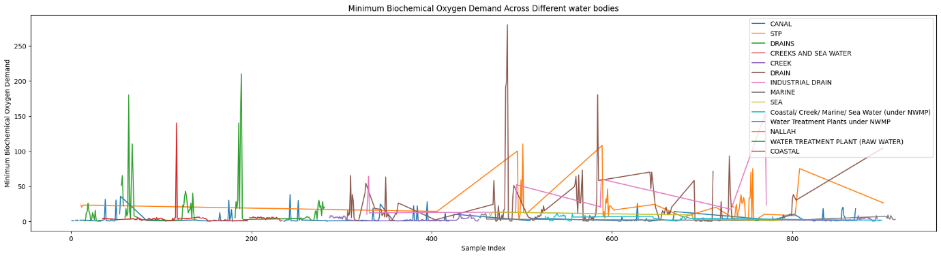 Minimum Biochemical Oxygen Demand Across Different water bodies
Minimum Biochemical Oxygen Demand
250
200
150
100
50
0
0
200
400
600
800
Sample Index
CANAL
STP
DRAINS
CREEKS AND SEA WATER
CREEK
DRAIN
INDUSTRIAL DRAIN
MARINE
SEA
Coastal/ Creek/ Marine/ Sea Water (under NWMP)
Water Treatment Plants under NWMP
NALLAH
WATER TREATMENT PLANT (RAW WATER)
COASTAL